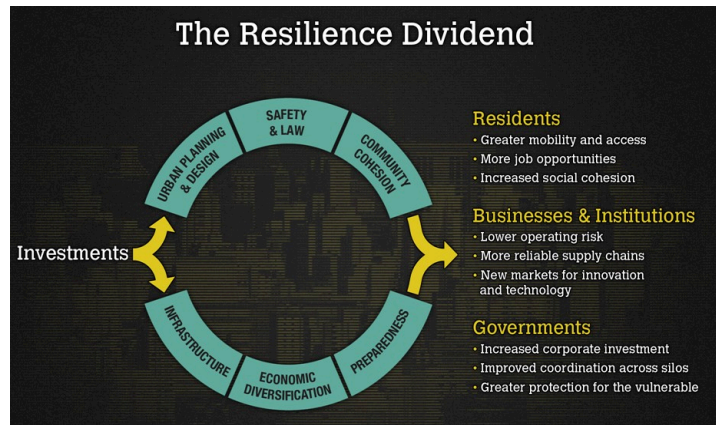 The Resilience Dividend
Investments
URBAN PLANNING
& DESIGN
SAFETY
& LAW
COMMUNITY
COHESION
INFRASTRUCTURE
ECONOMIC
DIVERSIFICATION
PREPAREDNESS
Residents
• Greater mobility and access
• More job opportunities
• Increased social cohesion
Businesses & Institutions
• Lower operating risk
• More reliable supply chains
• New markets for innovation
and technology
Governments
• Increased corporate investment
• Improved coordination across silos
• Greater protection for the vulnerable